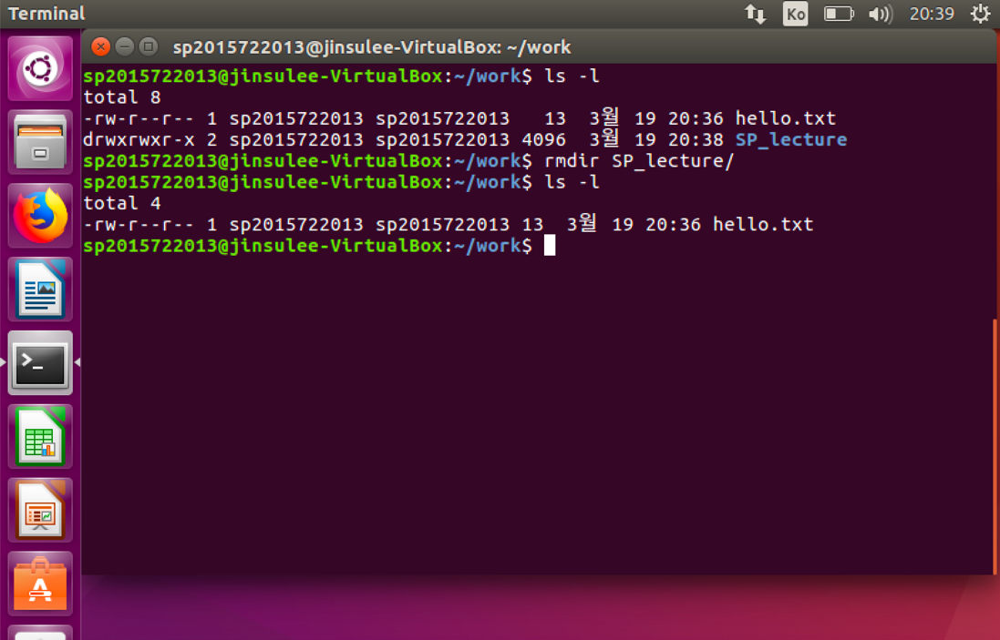 Terminal
Ko
20:39
sp2015722013@jinsulee-VirtualBox: ~/work
sp2015722013@jinsulee-VirtualBox:~/work$ ls -l
total 8
-rw-r--r-- 1 sp2015722013 sp2015722013   13  3월 19 20:36 hello.txt
drwxrwxr-x 2 sp2015722013 sp2015722013 4096  3월 19 20:38 SP_lecture
sp2015722013@jinsulee-VirtualBox:~/work$ rmdir SP_lecture/
sp2015722013@jinsulee-VirtualBox:~/work$ ls -l
total 4
-rw-r--r-- 1 sp2015722013 sp2015722013 13  3월 19 20:36 hello.txt
sp2015722013@jinsulee-VirtualBox:~/work$